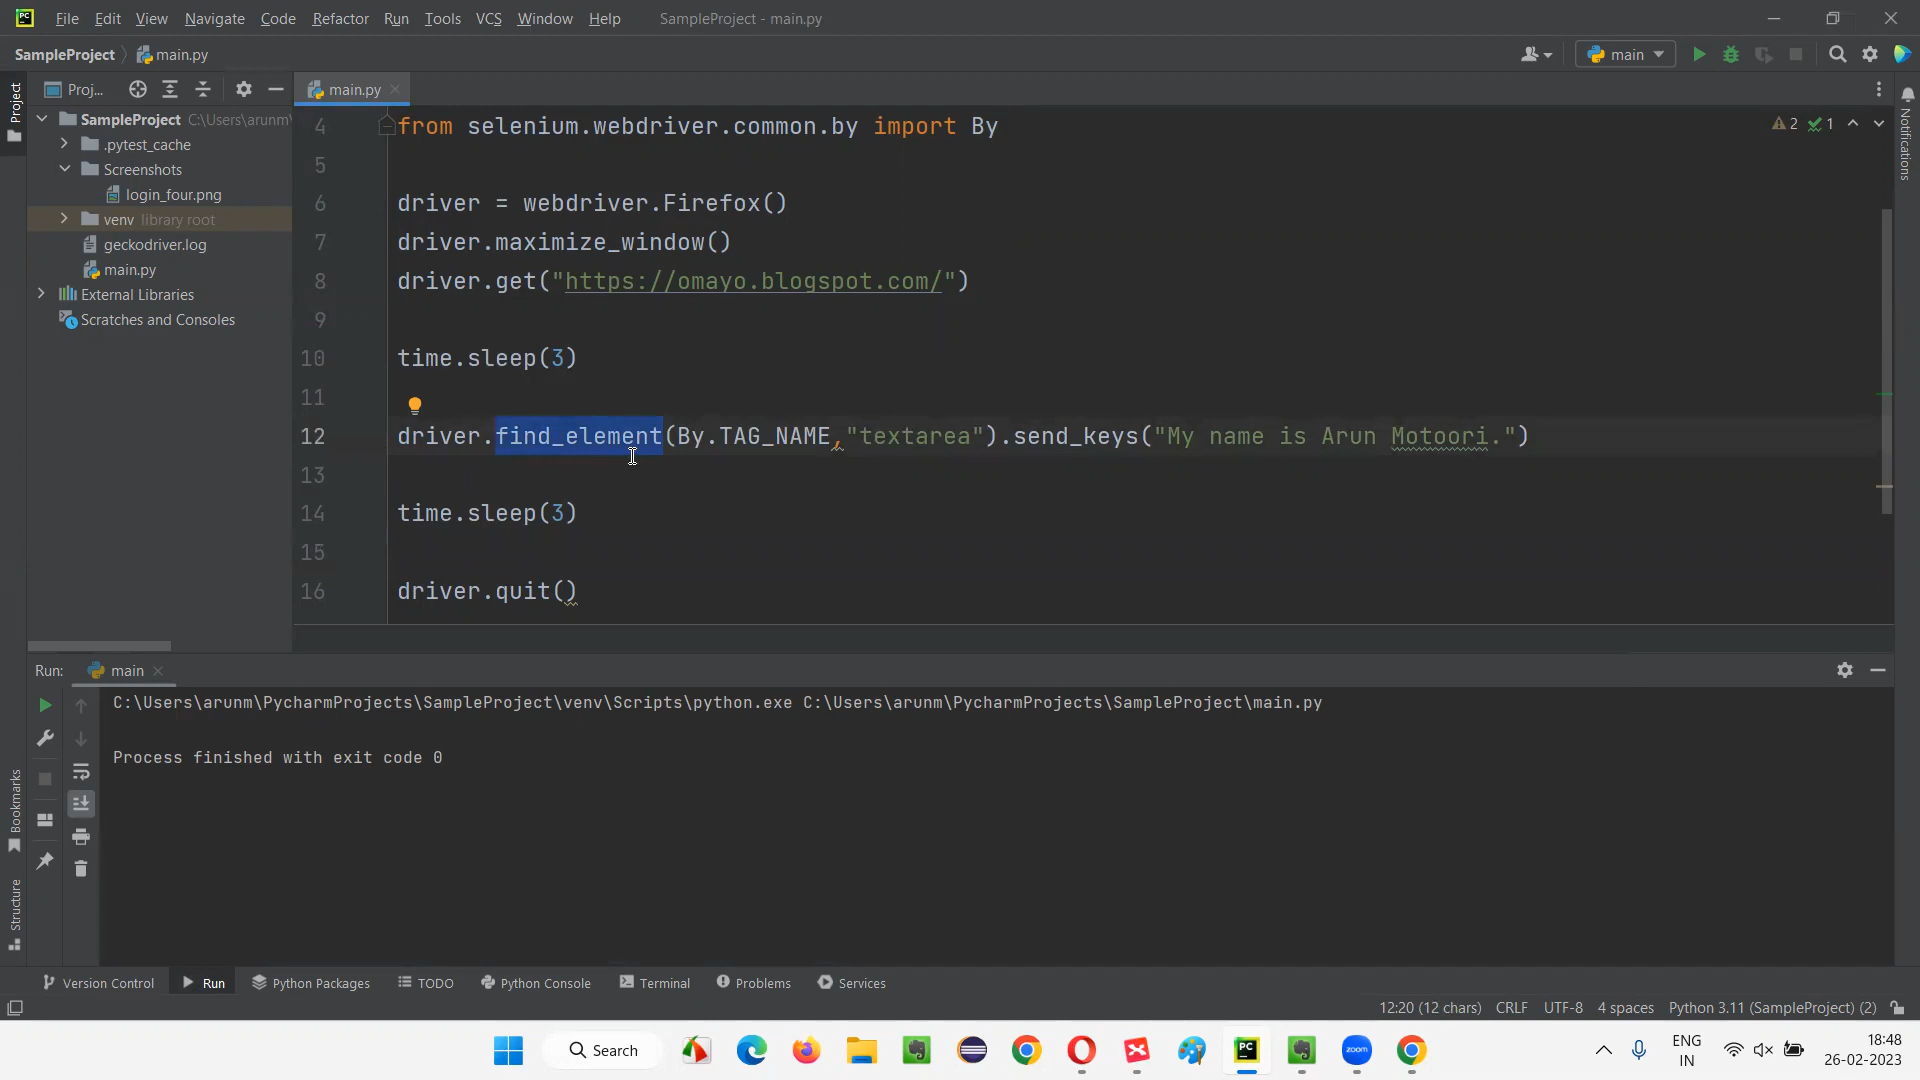 File Edit View Navigate Code Refactor Run Tools VCS Window Help SampleProject - main.py
SampleProject main.py main
Project
Proj...
SampleProject C:\Users\arunm\
.pytest_cache
Screenshots
login_four.png
venv library root
geckodriver.log
main.py
External Libraries
Scratches and Consoles
main.py
2 1
4 from selenium.webdriver.common.by import By
5
6 driver = webdriver.Firefox()
7 driver.maximize_window()
8 driver.get("https://omayo.blogspot.com/")
9
10 time.sleep(3)
11
12 driver.find_element(By.TAG_NAME,"textarea").send_keys("My name is Arun Motoori.")
13
14 time.sleep(3)
15
16 driver.quit()
Notifications
Run: main
C:\Users\arunm\PycharmProjects\SampleProject\venv\Scripts\python.exe C:\Users\arunm\PycharmProjects\SampleProject\main.py
Process finished with exit code 0
Bookmarks
Structure
Version Control Run Python Packages TODO Python Console Terminal Problems Services
12:20 (12 chars) CRLF UTF-8 4 spaces Python 3.11 (SampleProject) (2)
Search
PC
zoom
ENG
IN
18:48
26-02-2023